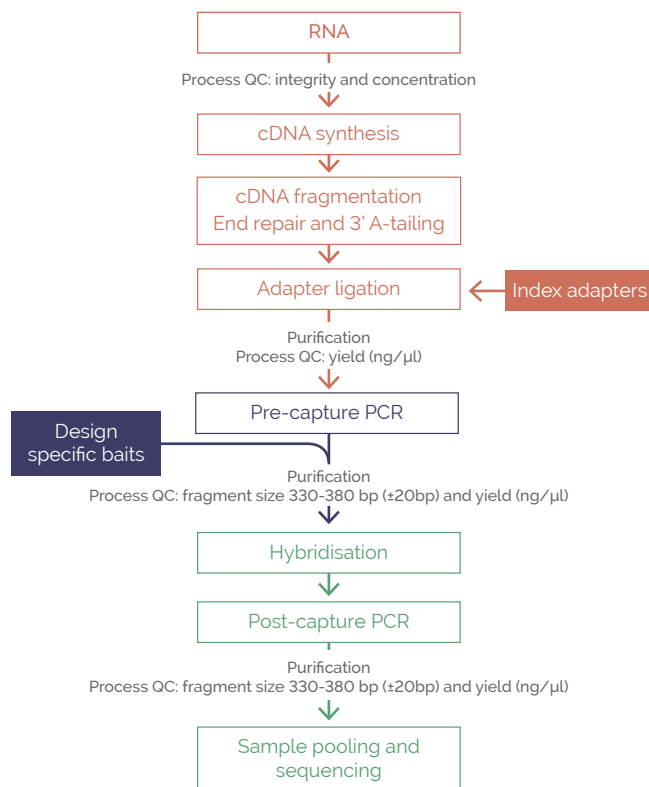 RNA
Process QC: integrity and concentration
cDNA synthesis
cDNA fragmentation
End repair and 3' A-tailing
Adapter ligation
Index adapters
Purification
Process QC: yield (ng/µl)
Pre-capture PCR
Design
specific baits
Purification
Process QC: fragment size 330-380 bp (±20bp) and yield (ng/µl)
Hybridisation
Post-capture PCR
Purification
Process QC: fragment size 330-380 bp (±20bp) and yield (ng/µl)
Sample pooling and
sequencing